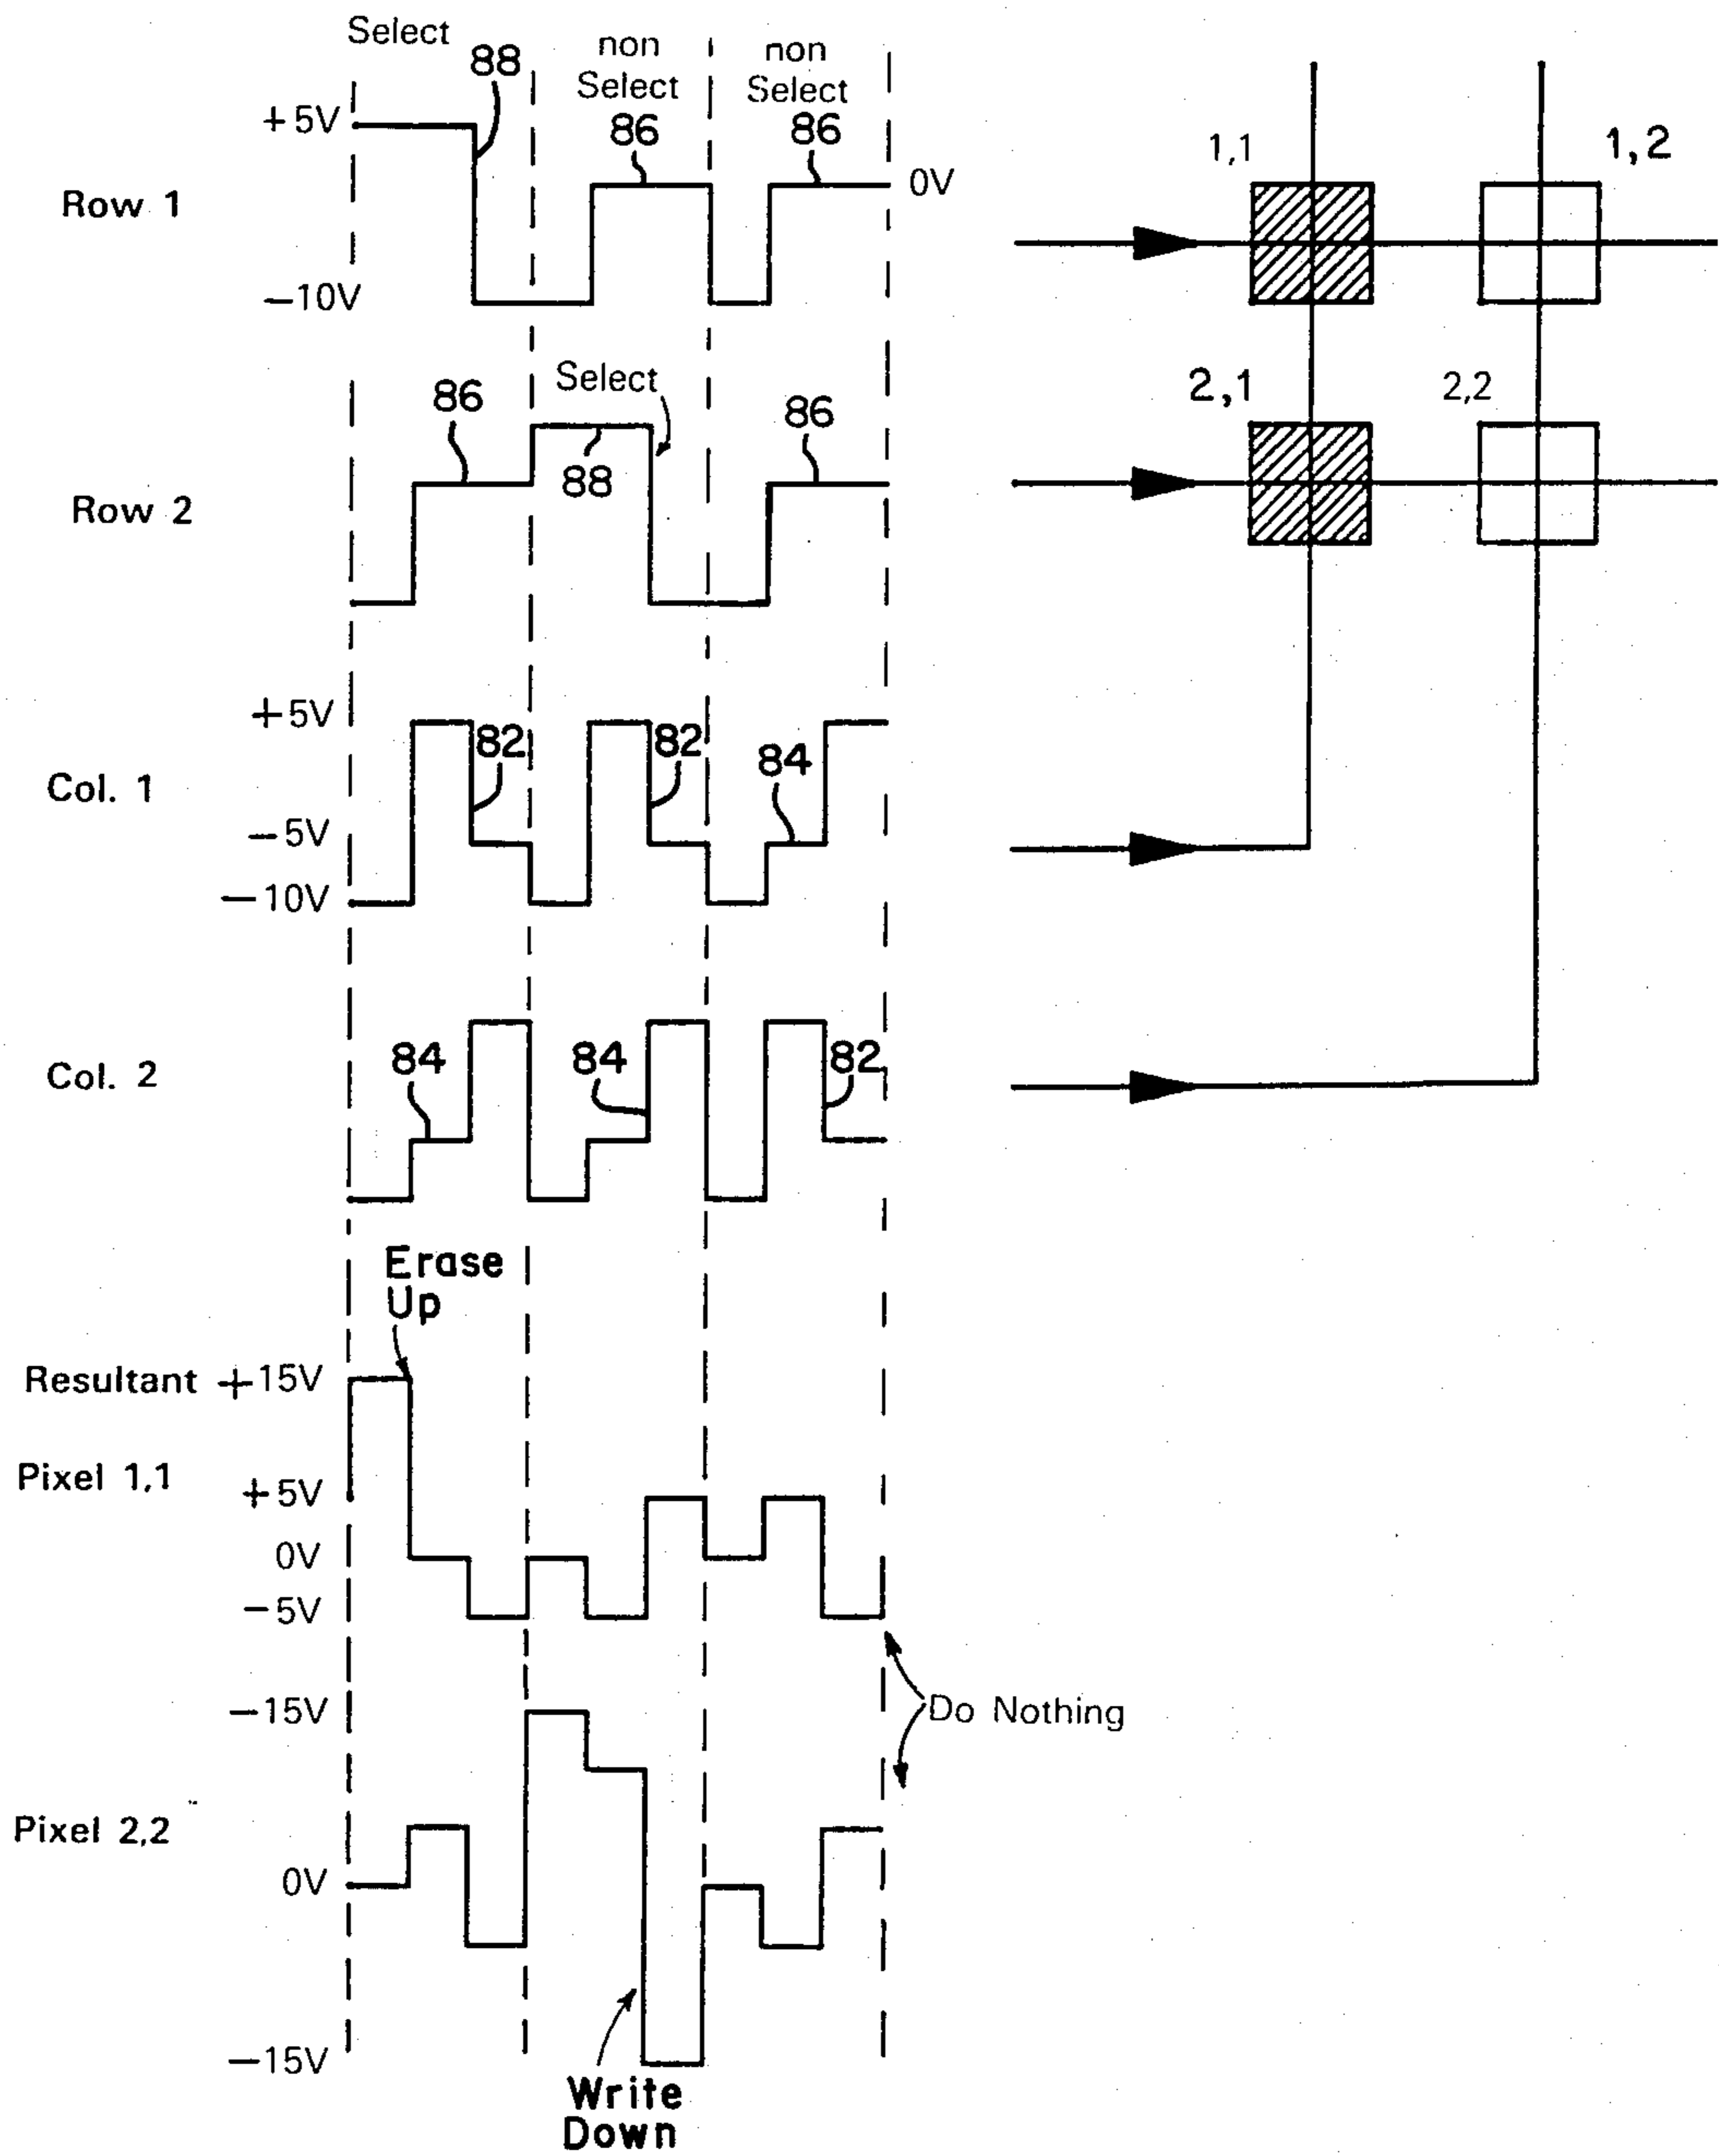 Select
88
non
Select
non
Select
86
86
+5V
0V
Row 1
−10V
1,1
1,2
86
Select
88
86
Row 2
2,1
2,2
+5V
82
82
84
Col. 1
−5V
−10V
84
84
82
Col. 2
Erase
Up
Resultant +15V
Pixel 1,1
+5V
0V
−5V
−15V
Do Nothing
Pixel 2,2
0V
−15V
Write
Down